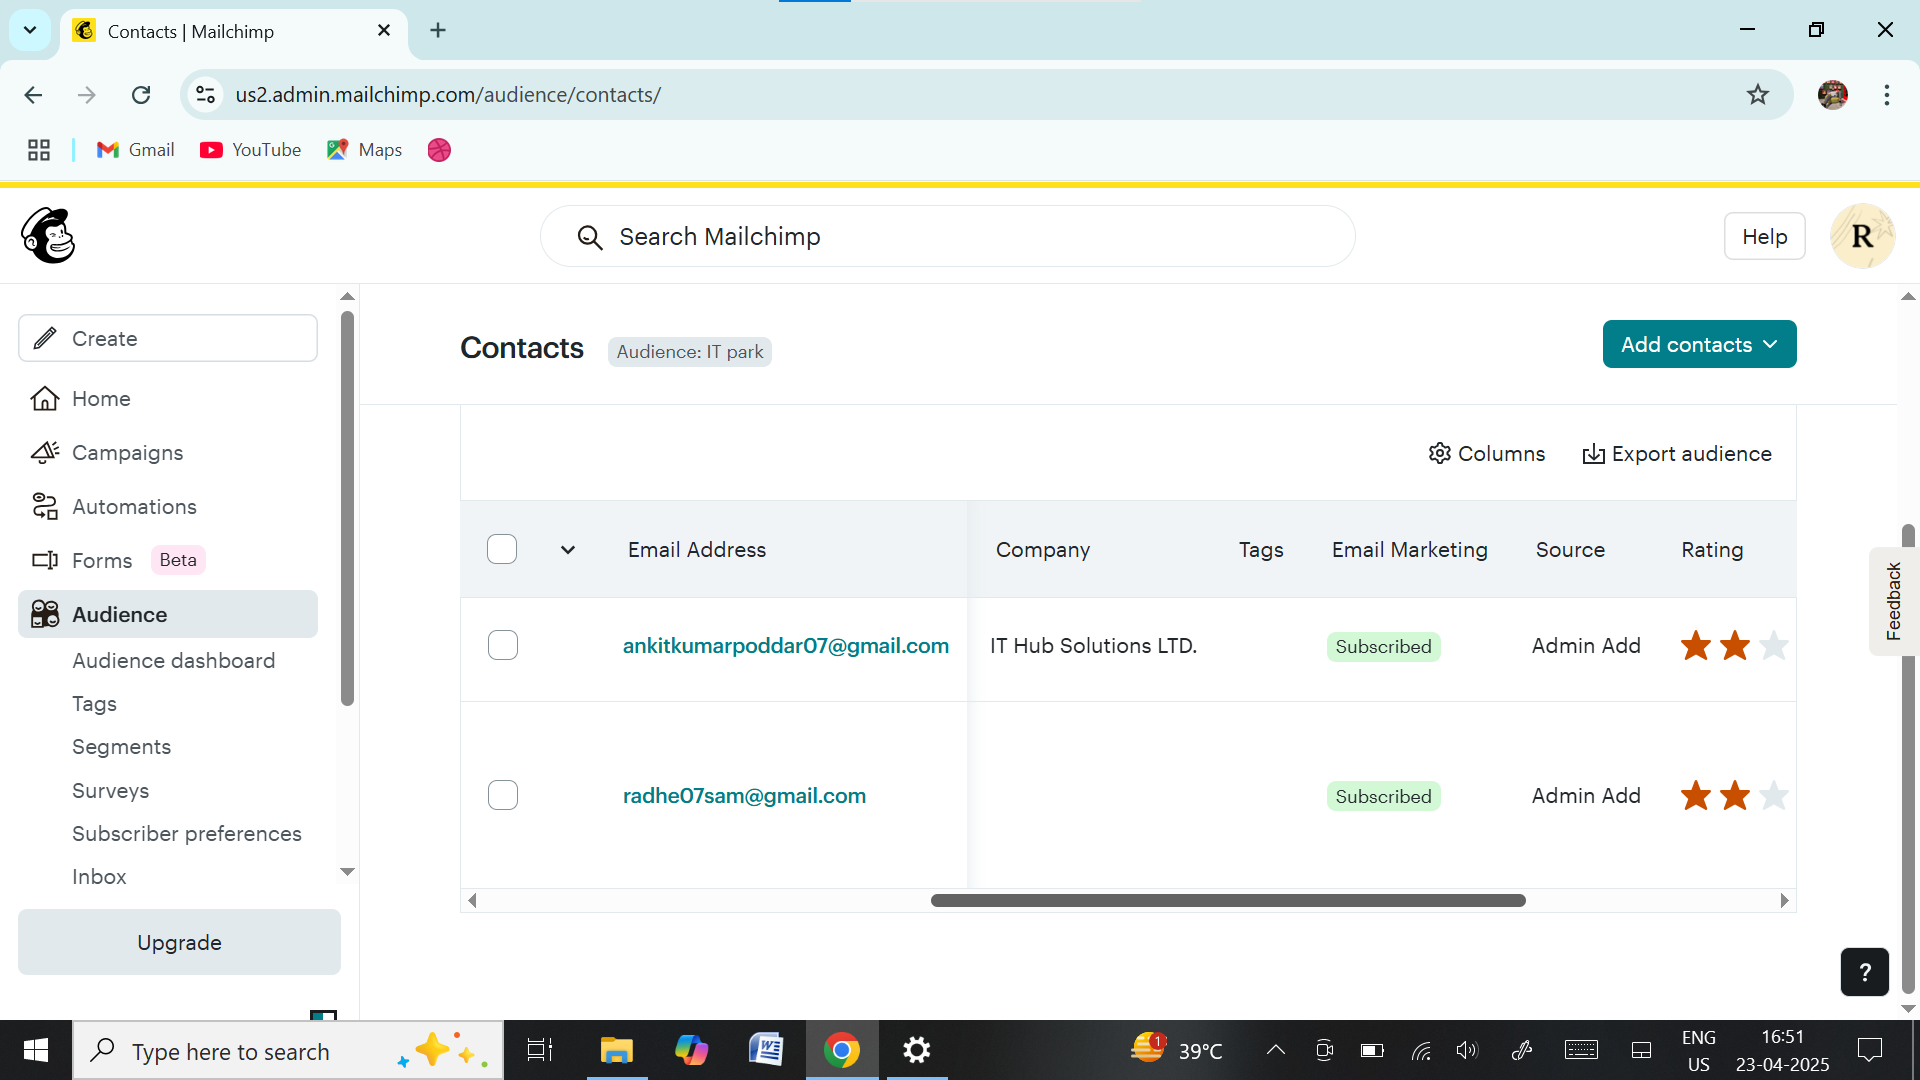 Contacts | Mailchimp
us2.admin.mailchimp.com/audience/contacts/
Gmail YouTube Maps
Search Mailchimp
Help
R
Create
Contacts Audience: IT park
Add contacts
Home
Campaigns
Columns Export audience
Automations
Email Address Company Tags Email Marketing Source Rating
Forms Beta
Feedback
Audience
ankitkumarpoddar07@gmail.com IT Hub Solutions LTD. Subscribed Admin Add
Audience dashboard
Tags
Segments
Surveys
radhe07sam@gmail.com Subscribed Admin Add
Subscriber preferences
Inbox
Upgrade
?
Type here to search
1
39°C
ENG
US
16:51
23-04-2025